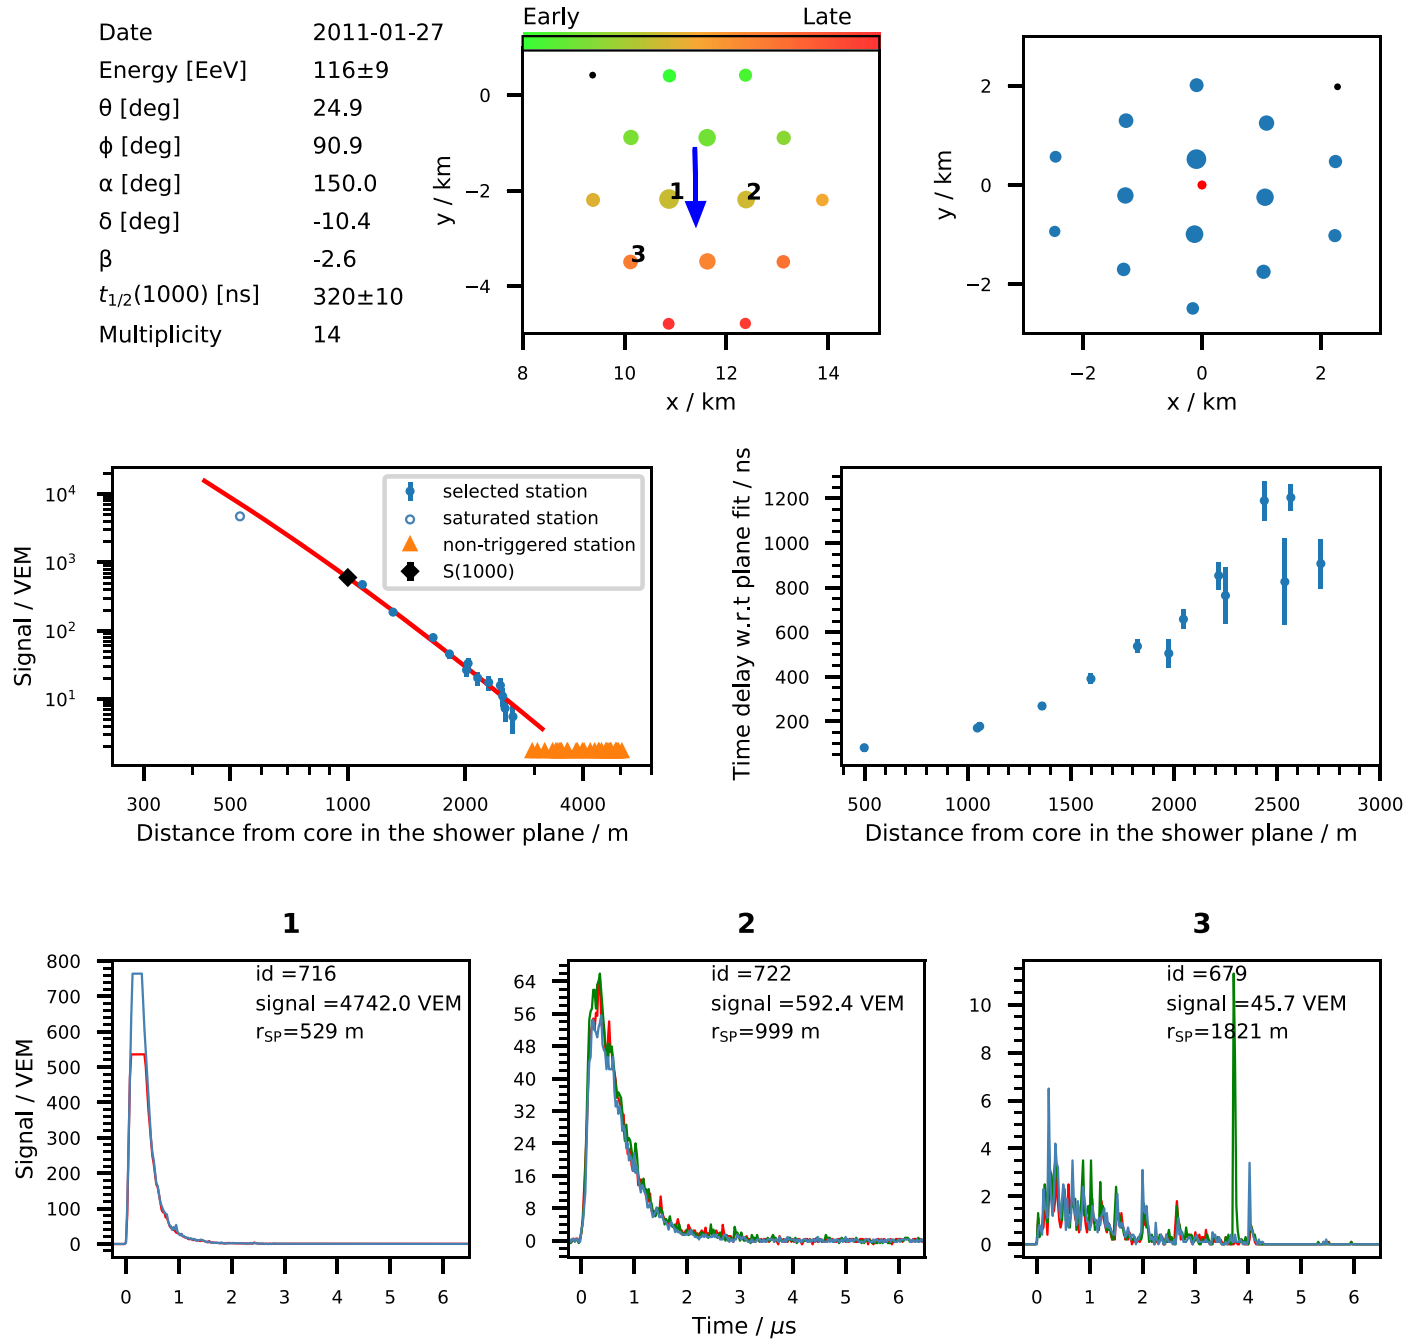 Date 2011-01-27
Energy [EeV] 116±9
θ [deg] 24.9
ϕ [deg] 90.9
α [deg] 150.0
δ [deg] -10.4
β -2.6
t1/2(1000) [ns] 320±10
Multiplicity 14
Early Late
0
−2
−4
y / km
8 10 12 14
x / km
1
2
3
2
0
−2
y / km
−2 0 2
x / km
10^4
10^3
10^2
10^1
Signal / VEM
selected station
saturated station
non-triggered station
S(1000)
300 500 1000 2000 4000
Distance from core in the shower plane / m
1200
1000
800
600
400
200
Time delay w.r.t plane fit / ns
500 1000 1500 2000 2500 3000
Distance from core in the shower plane / m
1
800
700
600
500
400
300
200
100
0
Signal / VEM
id =716
signal =4742.0 VEM
rSP=529 m
0 1 2 3 4 5 6
2
64
56
48
40
32
24
16
8
0
id =722
signal =592.4 VEM
rSP=999 m
0 1 2 3 4 5 6
Time / μs
3
10
8
6
4
2
0
id =679
signal =45.7 VEM
rSP=1821 m
0 1 2 3 4 5 6